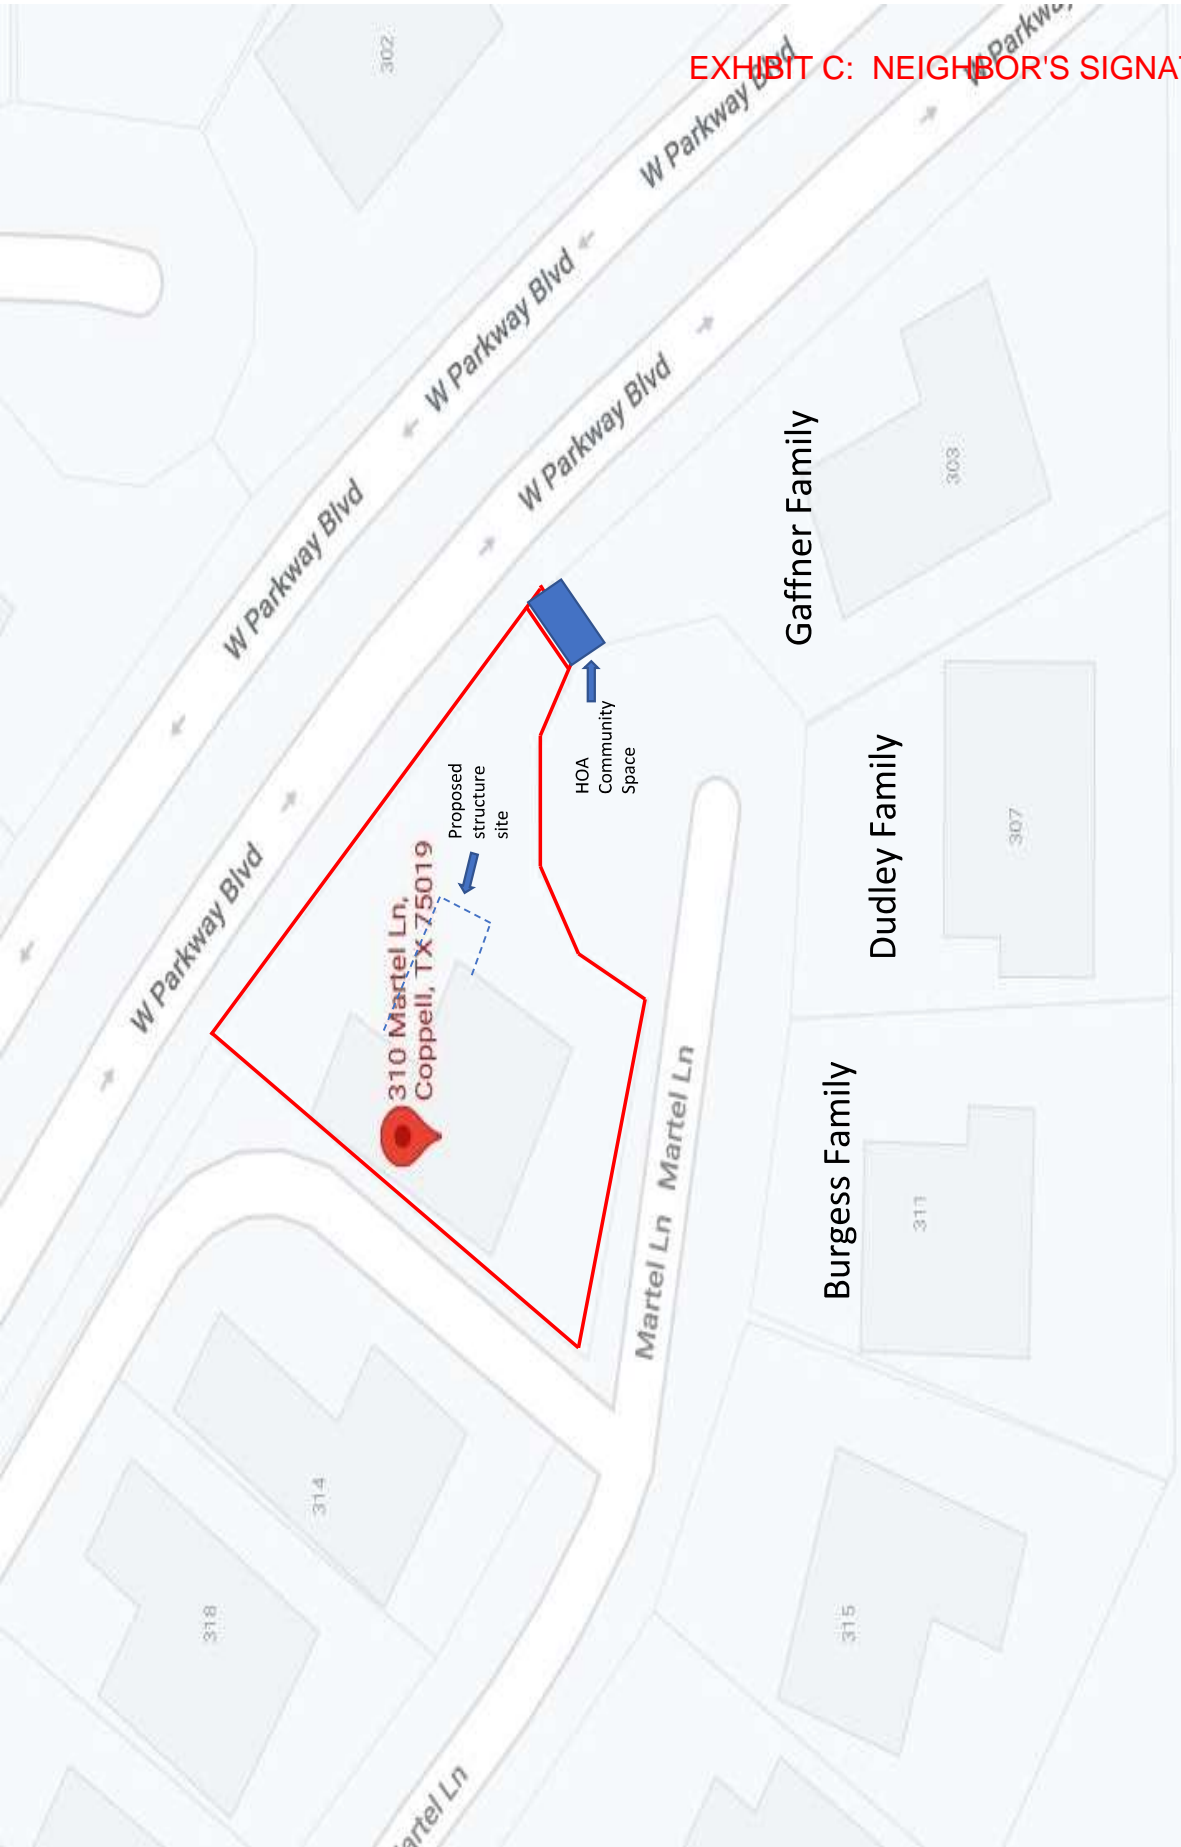 EXHIBIT C:  NEIGHBOR'S SIGNAT
302
W Parkway Blvd
W Parkway
W Parkway Blvd
W Parkway Blvd
W Parkway Blvd
W Parkway Blvd
Gaffner Family
303
HOA
Community
Space
Proposed
structure
site
310 Martel Ln,
Coppell, TX 75019
Dudley Family
307
Martel Ln
Martel Ln
Burgess Family
311
314
318
315
artel Ln